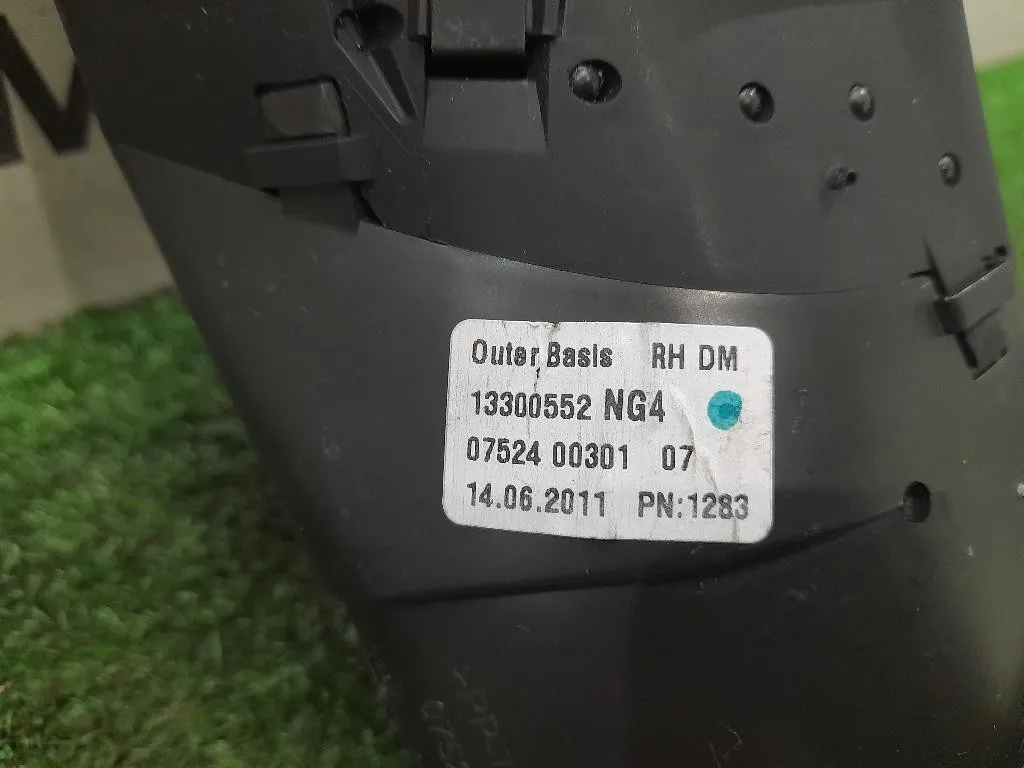 Outer Basis RH DM
13300552 NG4
07524 00301 07
14.06.2011 PN:1283